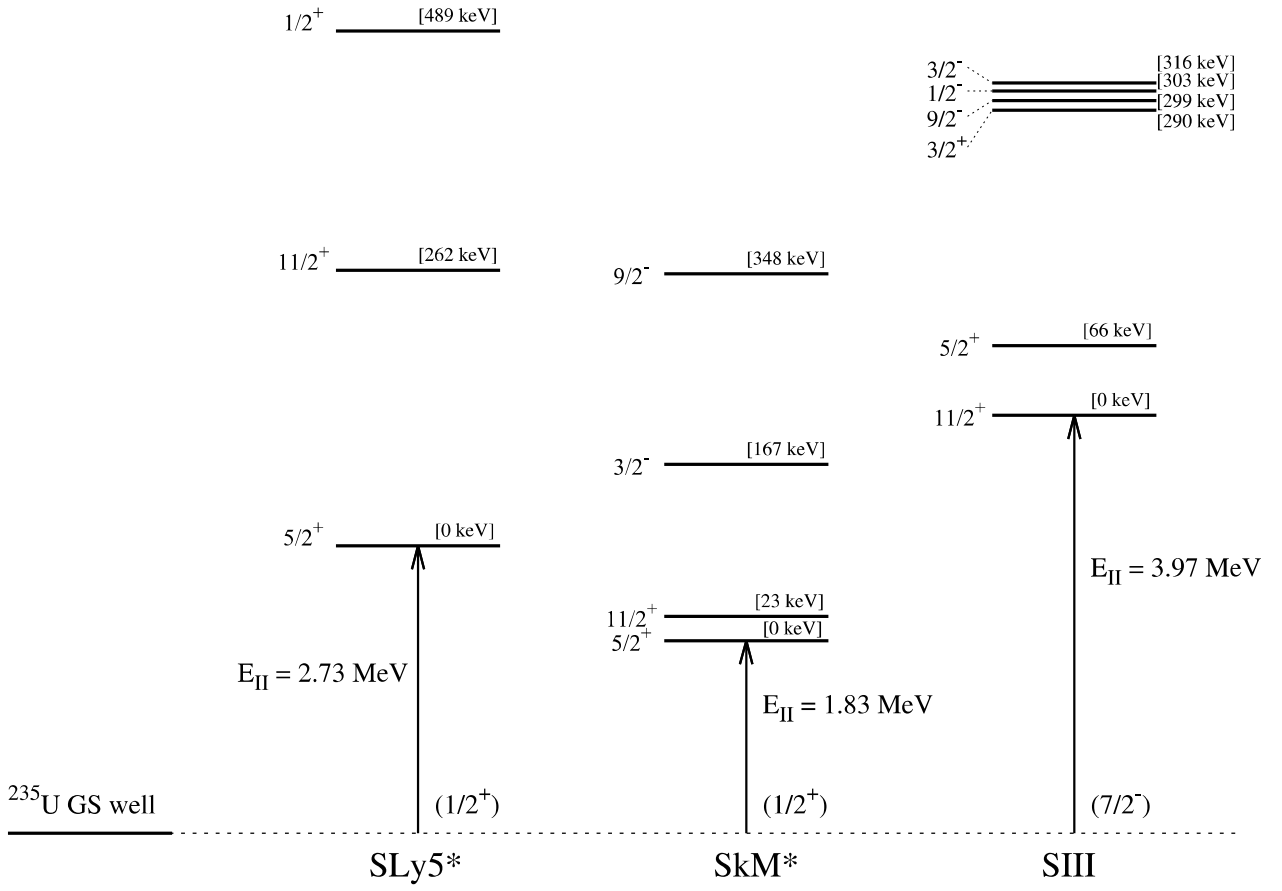 1/2⁺ [489 keV]
11/2⁺ [262 keV]
5/2⁺ [0 keV]
E_II = 2.73 MeV
(1/2⁺)
SLy5*
9/2⁻ [348 keV]
3/2⁻ [167 keV]
11/2⁺ [23 keV]
5/2⁺ [0 keV]
E_II = 1.83 MeV
(1/2⁺)
SkM*
3/2⁻ [316 keV]
1/2⁻ [303 keV]
9/2⁻ [299 keV]
3/2⁺ [290 keV]
5/2⁺ [66 keV]
11/2⁺ [0 keV]
E_II = 3.97 MeV
(7/2⁻)
SIII
²³⁵U GS well